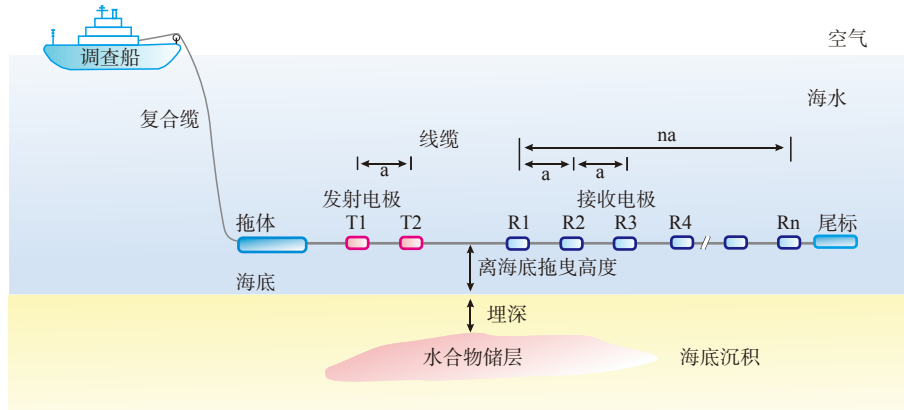 空气
调查船
海水
复合缆
线缆
na
a
a
a
发射电极
接收电极
拖体
T1
T2
R1
R2
R3
R4
Rn
尾标
离海底拖曳高度
海底
埋深
水合物储层
海底沉积